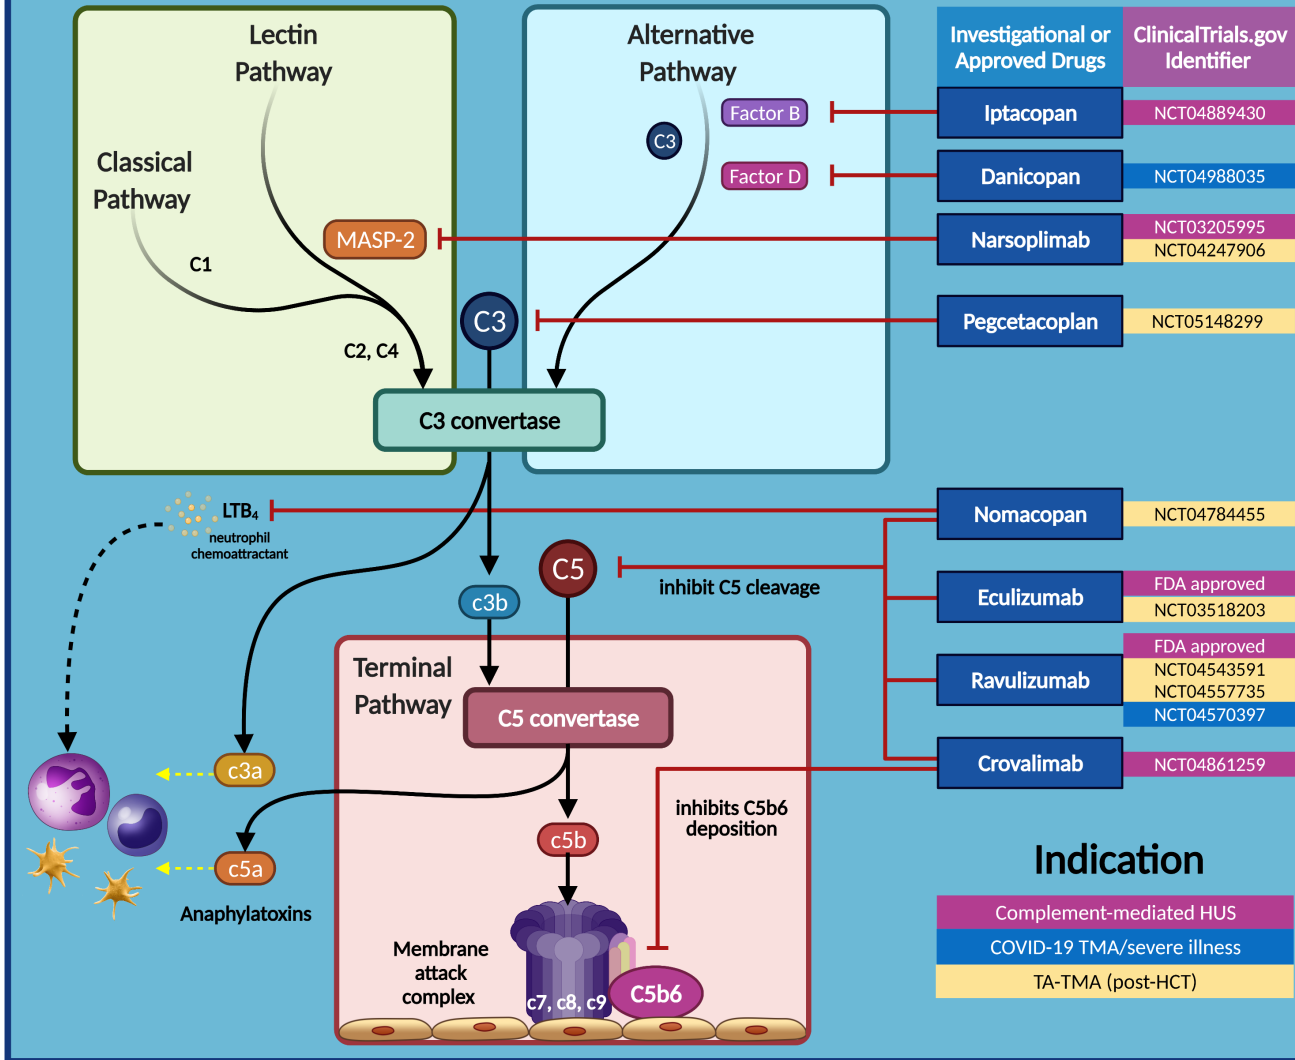 Lectin
Pathway
Classical
Pathway
C1
MASP-2
C2, C4
C3
C3 convertase
Alternative
Pathway
Factor B
C3
Factor D
Investigational or
Approved Drugs
ClinicalTrials.gov
Identifier
Iptacopan
NCT04889430
Danicopan
NCT04988035
Narsoplimab
NCT03205995
NCT04247906
Pegcetacoplan
NCT05148299
Nomacopan
NCT04784455
Eculizumab
FDA approved
NCT03518203
Ravulizumab
FDA approved
NCT04543591
NCT04557735
NCT04570397
Crovalimab
NCT04861259
LTB₄
neutrophil
chemoattractant
C5
inhibit C5 cleavage
c3b
Terminal
Pathway
C5 convertase
c3a
c5a
Anaphylatoxins
inhibits C5b6
deposition
c5b
Membrane
attack
complex
c7, c8, c9
C5b6
Indication
Complement-mediated HUS
COVID-19 TMA/severe illness
TA-TMA (post-HCT)